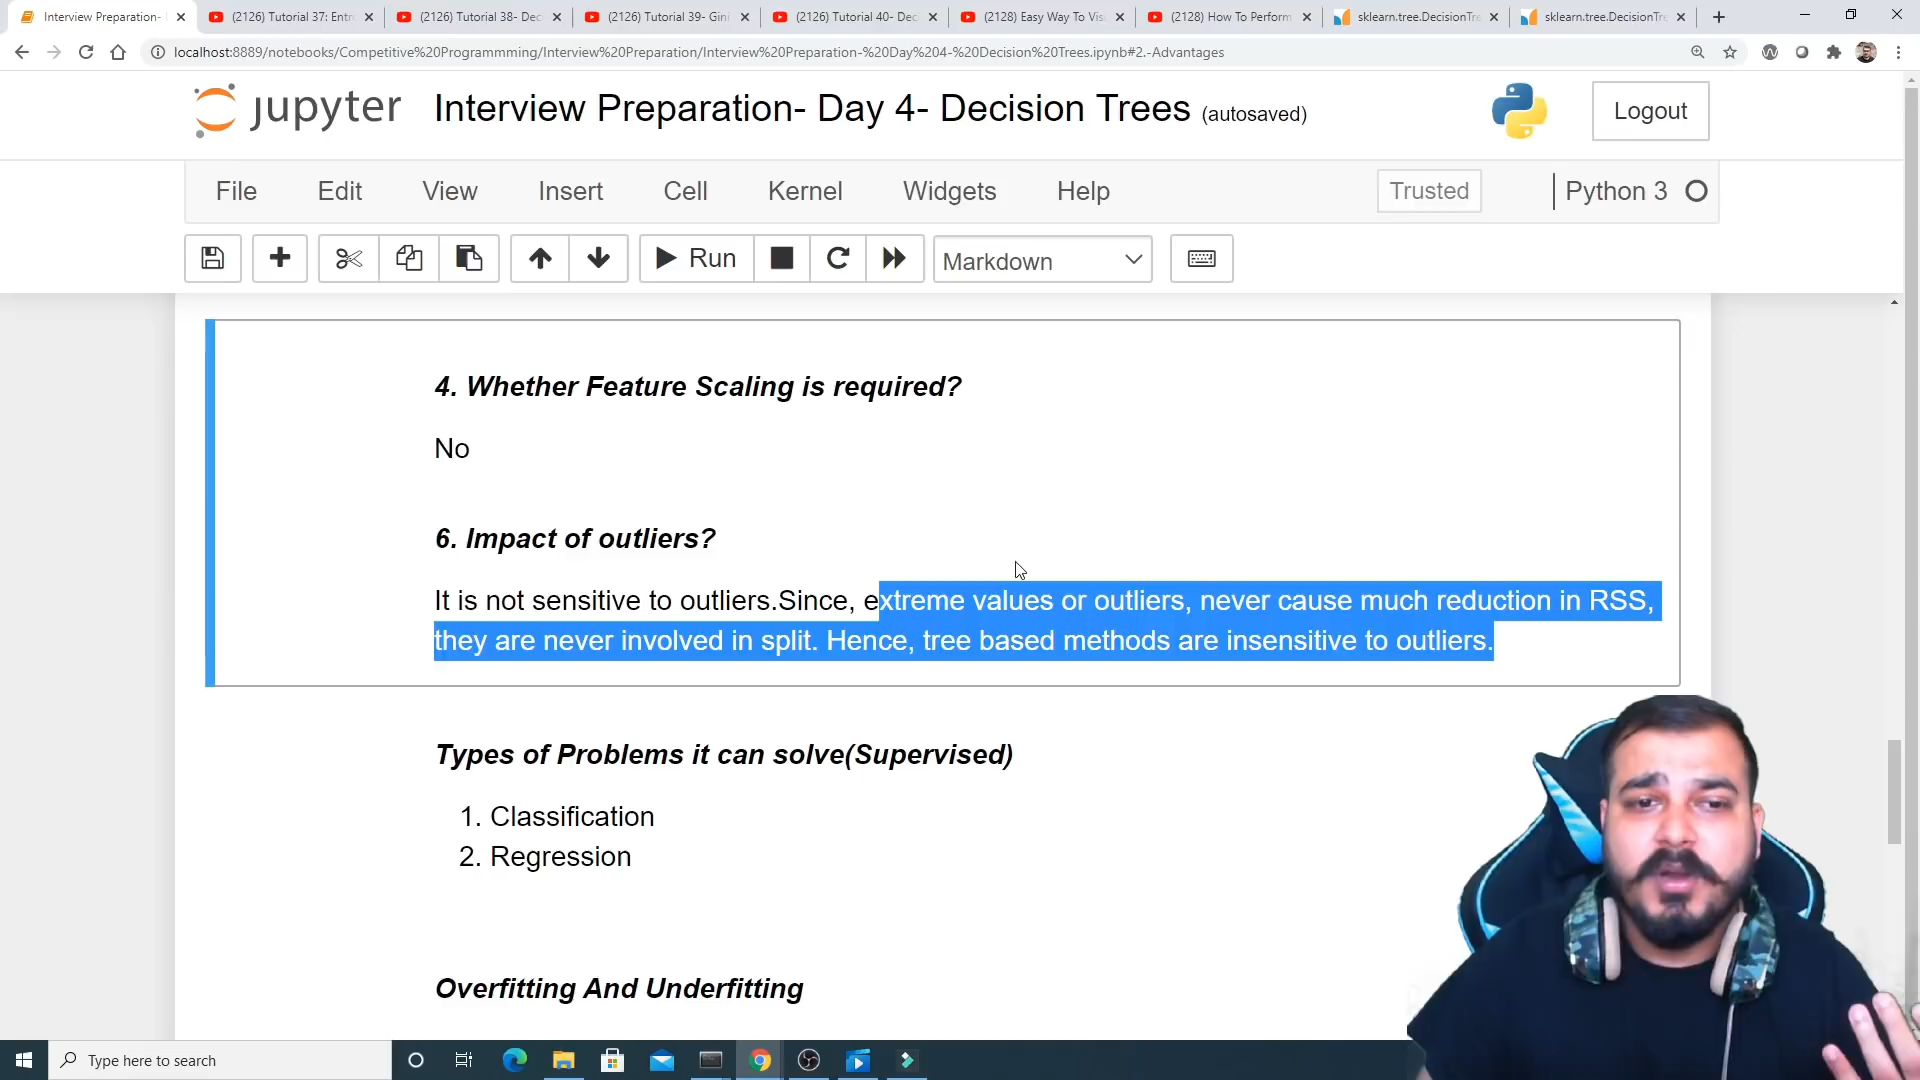 Interview Preparation-
(2126) Tutorial 37: Entr
(2126) Tutorial 38- Dec
(2126) Tutorial 39- Gini
(2126) Tutorial 40- Dec
(2128) Easy Way To Vis
(2128) How To Perform
sklearn.tree.DecisionTre
sklearn.tree.DecisionTre
localhost:8889/notebooks/Competitive%20Programmming/Interview%20Preparation/Interview%20Preparation-%20Day%204-%20Decision%20Trees.ipynb#2.-Advantages
jupyter Interview Preparation- Day 4- Decision Trees (autosaved) Logout
File Edit View Insert Cell Kernel Widgets Help Trusted Python 3
Run Markdown
4. Whether Feature Scaling is required?
No
6. Impact of outliers?
It is not sensitive to outliers.Since, extreme values or outliers, never cause much reduction in RSS,
they are never involved in split. Hence, tree based methods are insensitive to outliers.
Types of Problems it can solve(Supervised)
1. Classification
2. Regression
Overfitting And Underfitting
Type here to search